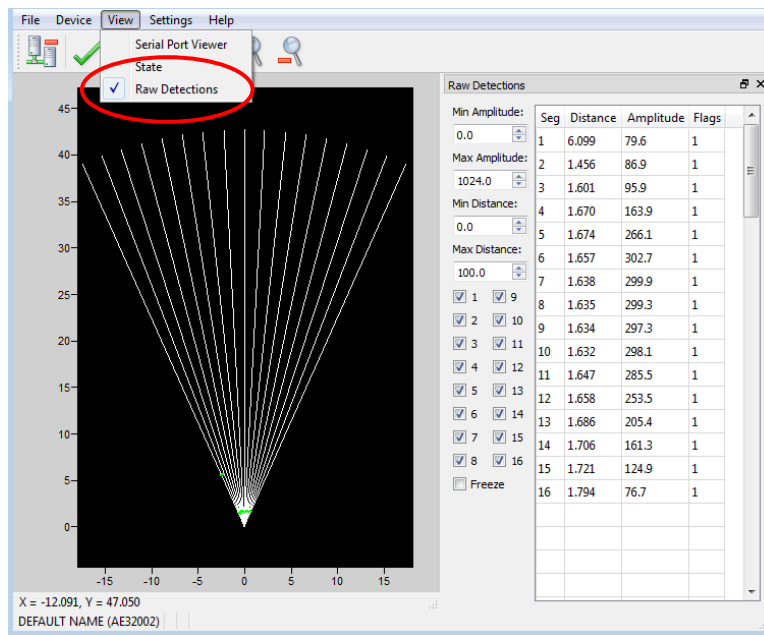 File Device View Settings Help
Serial Port Viewer
State
Raw Detections
Raw Detections
Min Amplitude:
0.0
Max Amplitude:
1024.0
Min Distance:
0.0
Max Distance:
100.0
1 9
2 10
3 11
4 12
5 13
6 14
7 15
8 16
Freeze
Seg Distance Amplitude Flags
1 6.099 79.6 1
2 1.456 86.9 1
3 1.601 95.9 1
4 1.670 163.9 1
5 1.674 266.1 1
6 1.657 302.7 1
7 1.638 299.9 1
8 1.635 299.3 1
9 1.634 297.3 1
10 1.632 298.1 1
11 1.647 285.5 1
12 1.658 253.5 1
13 1.686 205.4 1
14 1.706 161.3 1
15 1.721 124.9 1
16 1.794 76.7 1
45
40
35
30
25
20
15
10
5
0
-15 -10 -5 0 5 10 15
X = -12.091, Y = 47.050
DEFAULT NAME (AE32002)